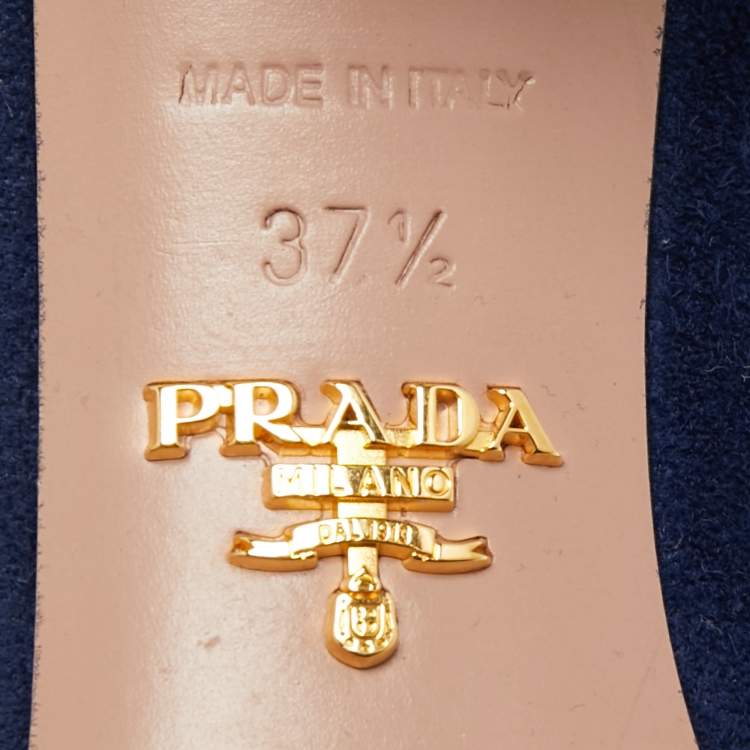 MADE IN ITALY
37½
PRADA
MILANO
DAL 1913